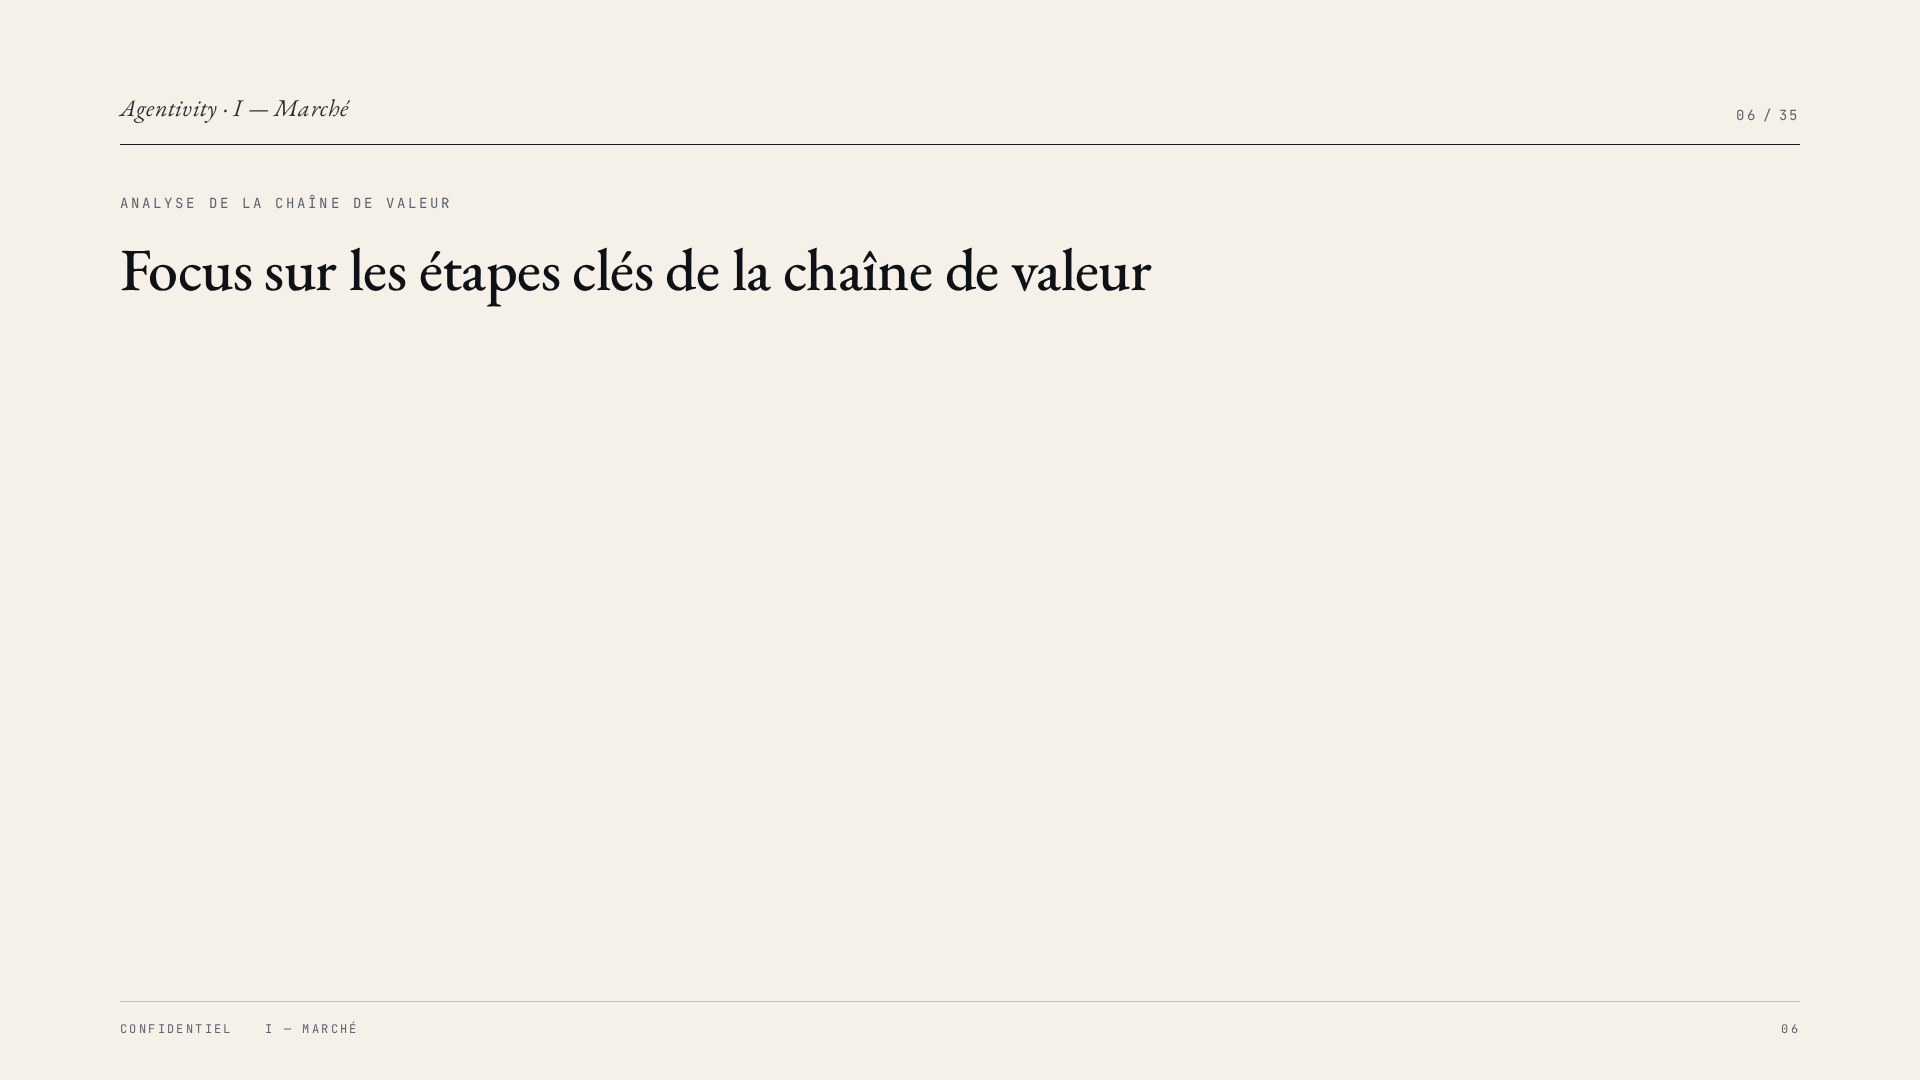 Agentivity · I — Marché
06 / 35
ANALYSE DE LA CHAÎNE DE VALEUR
Focus sur les étapes clés de la chaîne de valeur
CONFIDENTIEL I — MARCHÉ
06